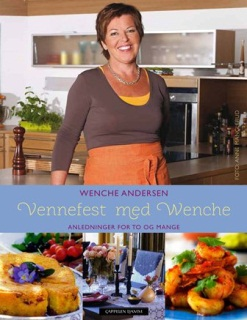 WENCHE ANDERSEN
Vennefest med Wenche
ANLEDNINGER FOR TO OG MANGE
CAPPELEN DAMM